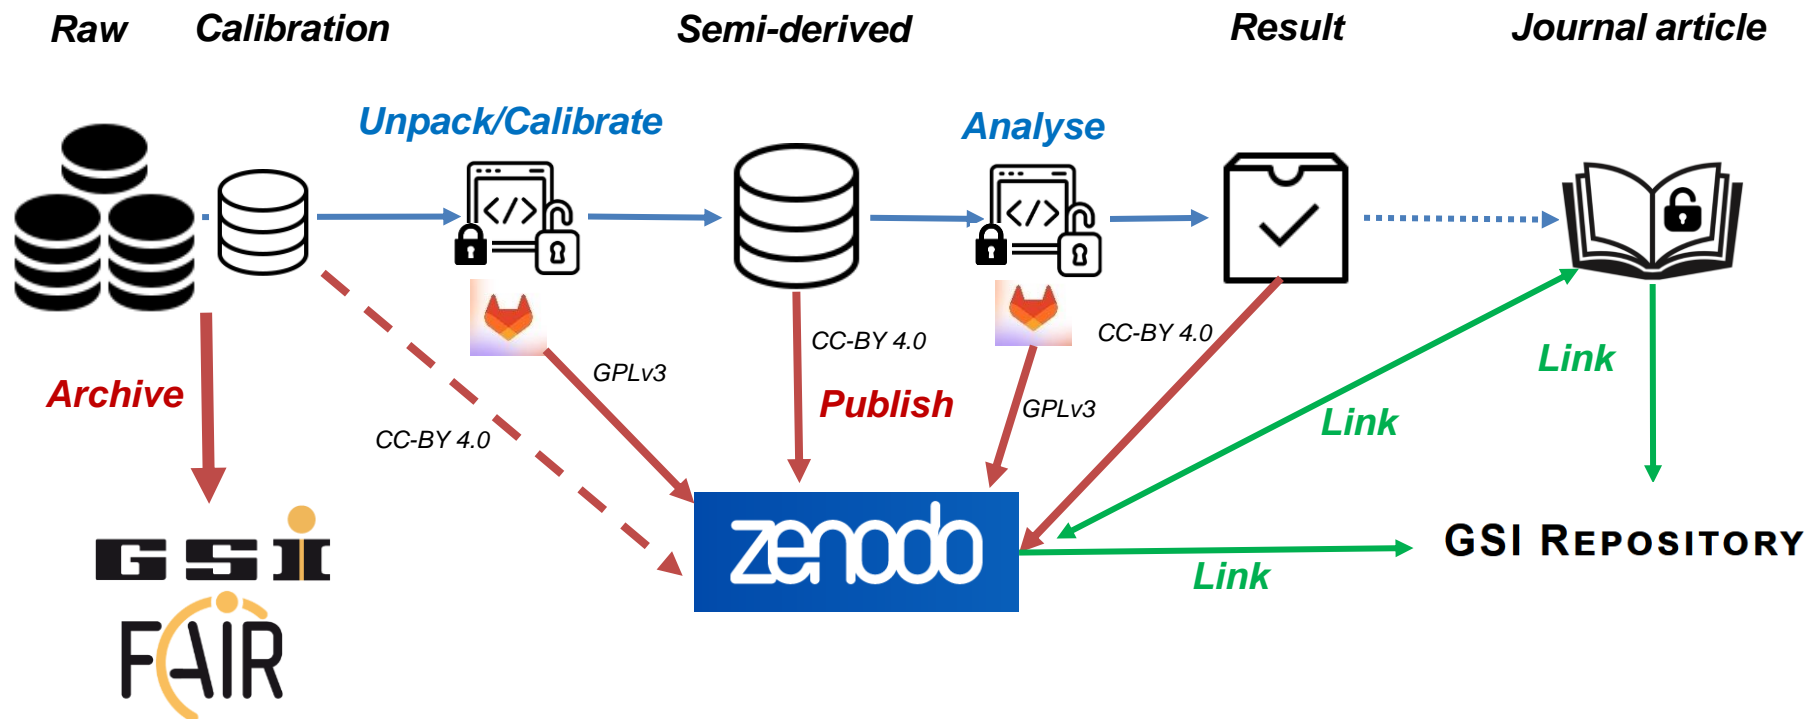 Raw
Calibration
Semi-derived
Result
Journal article
Unpack/Calibrate
Analyse
</>
</>
Archive
CC-BY 4.0
GPLv3
CC-BY 4.0
Publish
GPLv3
CC-BY 4.0
Link
Link
Link
GSI
FAIR
zenodo
GSI REPOSITORY